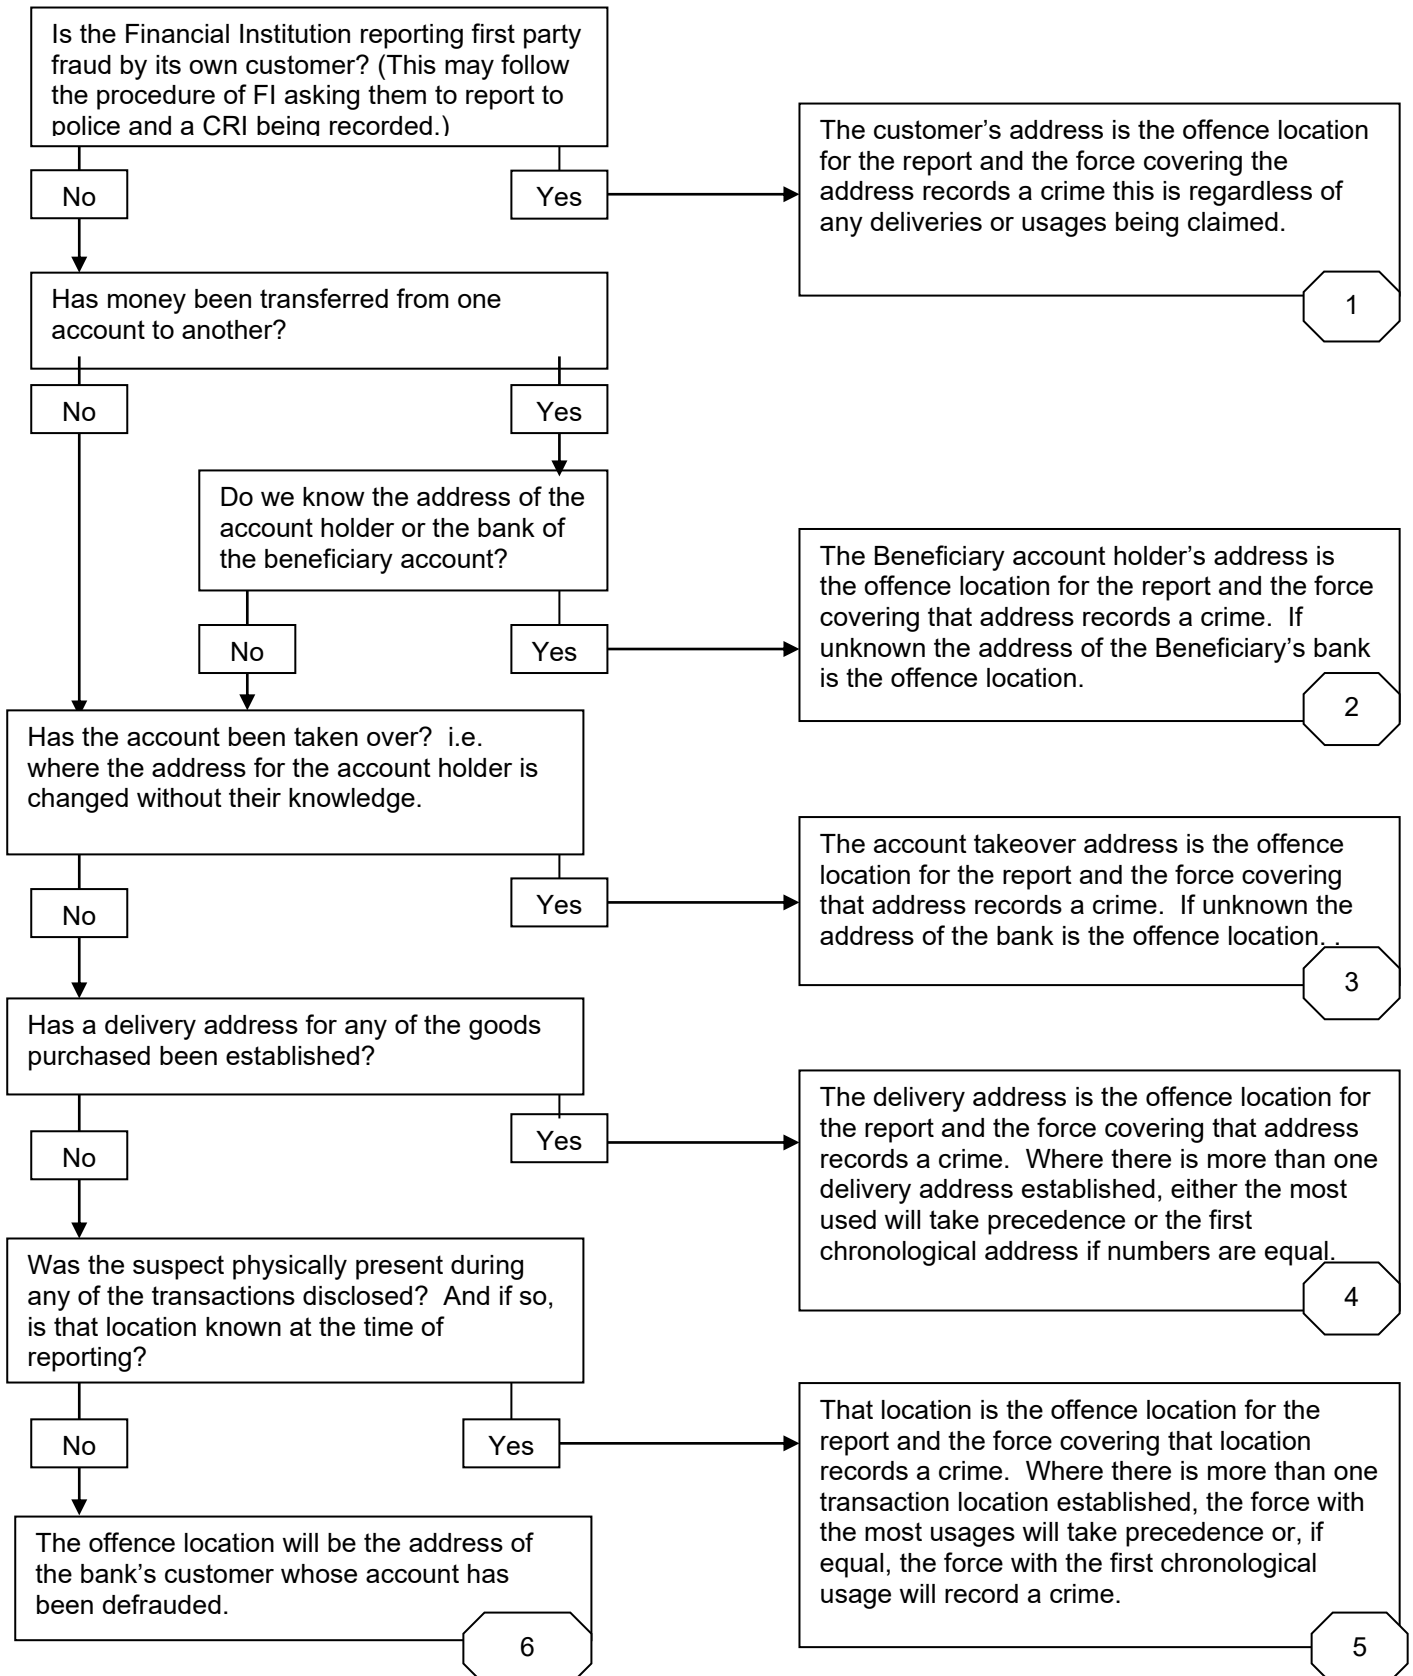 Is the Financial Institution reporting first party
fraud by its own customer? (This may follow
the procedure of FI asking them to report to
police and a CRI being recorded.)
No
Yes
The customer’s address is the offence location
for the report and the force covering the
address records a crime this is regardless of
any deliveries or usages being claimed.
1
Has money been transferred from one
account to another?
No
Yes
Do we know the address of the
account holder or the bank of
the beneficiary account?
No
Yes
The Beneficiary account holder’s address is
the offence location for the report and the force
covering that address records a crime.  If
unknown the address of the Beneficiary’s bank
is the offence location.
2
Has the account been taken over?  i.e.
where the address for the account holder is
changed without their knowledge.
No
Yes
The account takeover address is the offence
location for the report and the force covering
that address records a crime.  If unknown the
address of the bank is the offence location. .
3
Has a delivery address for any of the goods
purchased been established?
No
Yes
The delivery address is the offence location for
the report and the force covering that address
records a crime.  Where there is more than one
delivery address established, either the most
used will take precedence or the first
chronological address if numbers are equal.
4
Was the suspect physically present during
any of the transactions disclosed?  And if so,
is that location known at the time of
reporting?
No
Yes
That location is the offence location for the
report and the force covering that location
records a crime.  Where there is more than one
transaction location established, the force with
the most usages will take precedence or, if
equal, the force with the first chronological
usage will record a crime.
5
The offence location will be the address of
the bank’s customer whose account has
been defrauded.
6